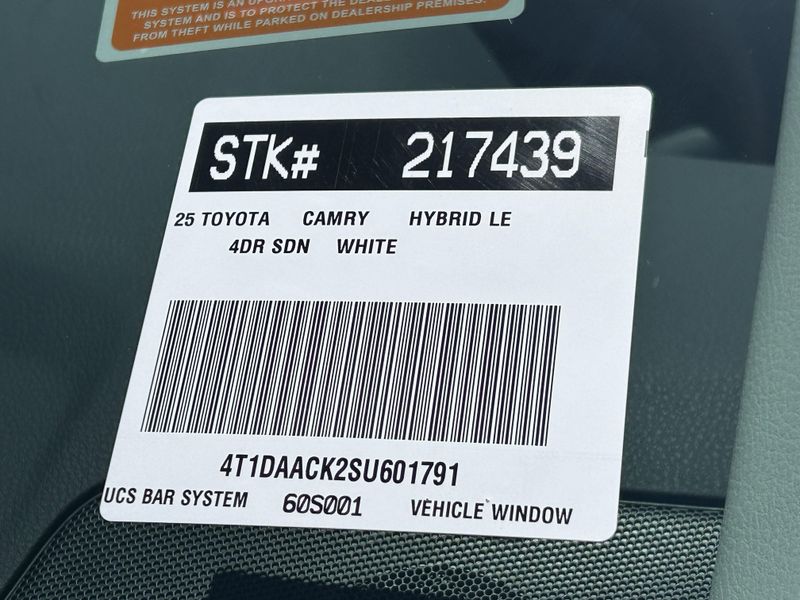 THIS SYSTEM IS AN
SYSTEM AND IS TO PROTECT THE
FROM THEFT WHILE PARKED ON DEALERSHIP PREMISES.
STK# 217439
25 TOYOTA CAMRY HYBRID LE
4DR SDN WHITE
4T1DAACK2SU601791
UCS BAR SYSTEM 60S001 VEHICLE WINDOW